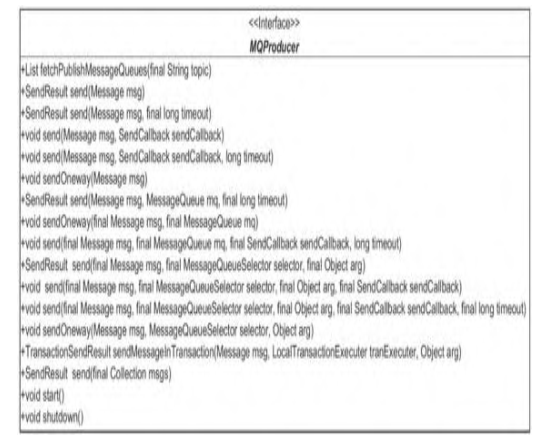 <<Interface>>
MQProducer
+List fetchPublishMessageQueues(final String topic)
+SendResult send(Message msg)
+SendResult send(Message msg, final long timeout)
+void send(Message msg, SendCallback sendCallback)
+void send(Message msg, SendCallback sendCallback, long timeout)
+void sendOneway(Message msg)
+SendResult send(Message msg, MessageQueue mq, final long timeout)
+void sendOneway(final Message msg, final MessageQueue mq)
+void send(final Message msg, final MessageQueue mq, final SendCallback sendCallback, long timeout)
+SendResult send(final Message msg, final MessageQueueSelector selector, final Object arg)
+void send(final Message msg, final MessageQueueSelector selector, final Object arg, final SendCallback sendCallback)
+void send(final Message msg, final MessageQueueSelector selector, final Object arg, final SendCallback sendCallback, final long timeout)
+void sendOneway(Message msg, MessageQueueSelector selector, Object arg)
+TransactionSendResult sendMessageInTransaction(Message msg, LocalTransactionExecuter tranExecuter, Object arg)
+SendResult send(final Collection msgs)
+void start()
+void shutdown()